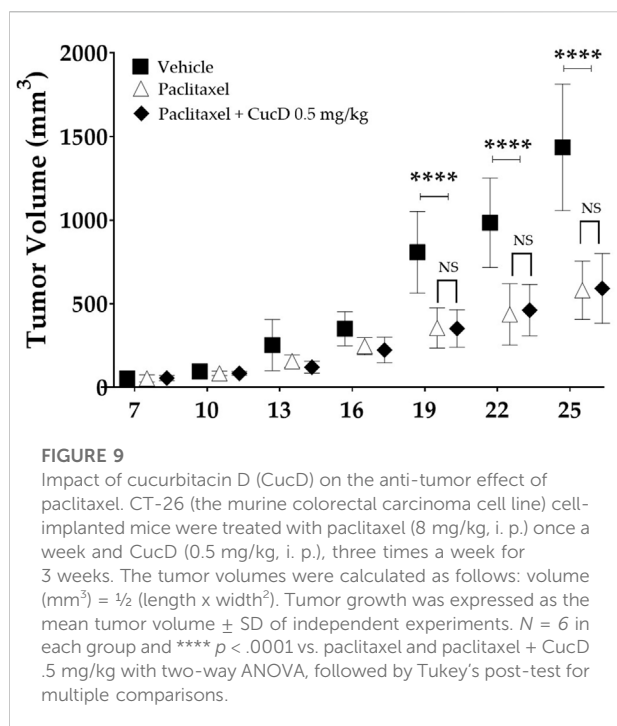 Tumor Volume (mm³)
2000
1500
1000
500
0
Vehicle
Paclitaxel
Paclitaxel + CucD 0.5 mg/kg
****
****
****
NS
NS
NS
7 10 13 16 19 22 25
FIGURE 9
Impact of cucurbitacin D (CucD) on the anti-tumor effect of
paclitaxel. CT-26 (the murine colorectal carcinoma cell line) cell-
implanted mice were treated with paclitaxel (8 mg/kg, i. p.) once a
week and CucD (0.5 mg/kg, i. p.), three times a week for
3 weeks. The tumor volumes were calculated as follows: volume
(mm³) = ½ (length x width²). Tumor growth was expressed as the
mean tumor volume ± SD of independent experiments. N = 6 in
each group and **** p < .0001 vs. paclitaxel and paclitaxel + CucD
.5 mg/kg with two-way ANOVA, followed by Tukey's post-test for
multiple comparisons.